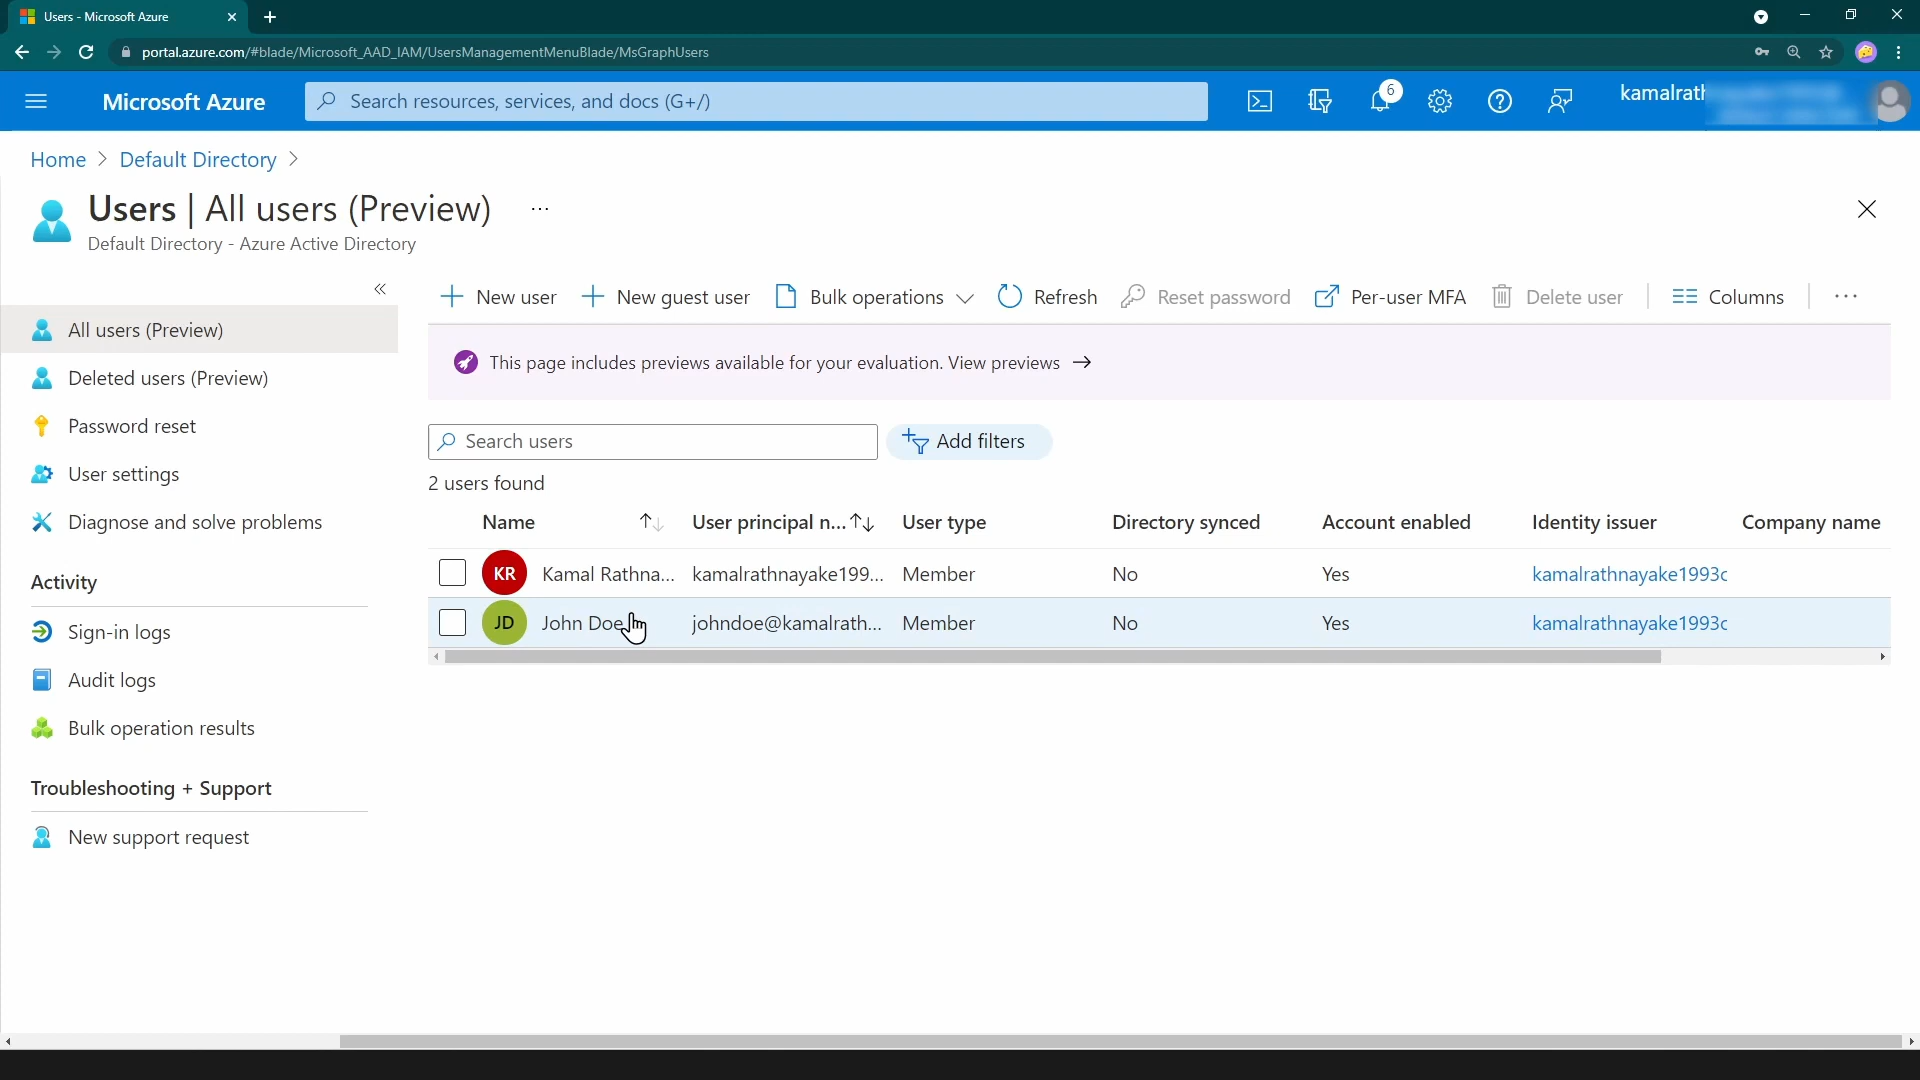 Users - Microsoft Azure
portal.azure.com/#blade/Microsoft_AAD_IAM/UsersManagementMenuBlade/MsGraphUsers
Microsoft Azure
Search resources, services, and docs (G+/)
6
kamalrath
Home > Default Directory >
Users | All users (Preview) ...
Default Directory - Azure Active Directory
«
All users (Preview)
Deleted users (Preview)
Password reset
User settings
Diagnose and solve problems
Activity
Sign-in logs
Audit logs
Bulk operation results
Troubleshooting + Support
New support request
New user
New guest user
Bulk operations
Refresh
Reset password
Per-user MFA
Delete user
Columns
...
This page includes previews available for your evaluation. View previews →
Search users
Add filters
2 users found
Name User principal n... User type Directory synced Account enabled Identity issuer Company name
KR Kamal Rathna... kamalrathnayake199... Member No Yes kamalrathnayake1993c
JD John Doe johndoe@kamalrath... Member No Yes kamalrathnayake1993c